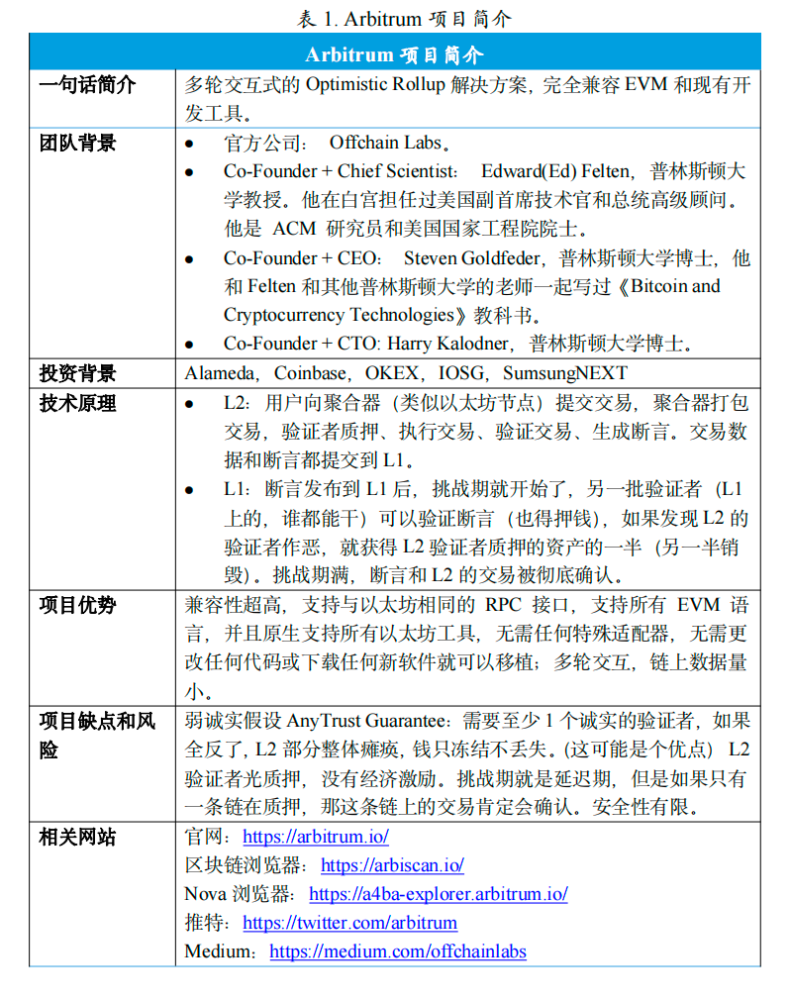 表 1. Arbitrum 项目简介
Arbitrum 项目简介
一句话简介
多轮交互式的 Optimistic Rollup 解决方案，完全兼容 EVM 和现有开
发工具。
团队背景
● 官方公司： Offchain Labs。
● Co-Founder + Chief Scientist： Edward(Ed) Felten，普林斯顿大
学教授。他在白宫担任过美国副首席技术官和总统高级顾问。
他是 ACM 研究员和美国国家工程院院士。
● Co-Founder + CEO： Steven Goldfeder，普林斯顿大学博士，他
和 Felten 和其他普林斯顿大学的老师一起写过《Bitcoin and
Cryptocurrency Technologies》教科书。
● Co-Founder + CTO: Harry Kalodner，普林斯顿大学博士。
投资背景
Alameda，Coinbase，OKEX，IOSG，SumsungNEXT
技术原理
● L2：用户向聚合器（类似以太坊节点）提交交易，聚合器打包
交易，验证者质押、执行交易、验证交易、生成断言。交易数
据和断言都提交到 L1。
● L1：断言发布到 L1 后，挑战期就开始了，另一批验证者（L1
上的，谁都能干）可以验证断言（也得押钱），如果发现 L2 的
验证者作恶，就获得 L2 验证者质押的资产的一半（另一半销
毁）。挑战期满，断言和 L2 的交易被彻底确认。
项目优势
兼容性超高，支持与以太坊相同的 RPC 接口，支持所有 EVM 语
言，并且原生支持所有以太坊工具，无需任何特殊适配器，无需更
改任何代码或下载任何新软件就可以移植；多轮交互，链上数据量
小。
项目缺点和风
险
弱诚实假设 AnyTrust Guarantee：需要至少 1 个诚实的验证者，如果
全反了，L2 部分整体瘫痪，钱只冻结不丢失。（这可能是个优点） L2
验证者光质押，没有经济激励。挑战期就是延迟期，但是如果只有
一条链在质押，那这条链上的交易肯定会确认。安全性有限。
相关网站
官网：https://arbitrum.io/
区块链浏览器：https://arbiscan.io/
Nova 浏览器：https://a4ba-explorer.arbitrum.io/
推特：https://twitter.com/arbitrum
Medium：https://medium.com/offchainlabs